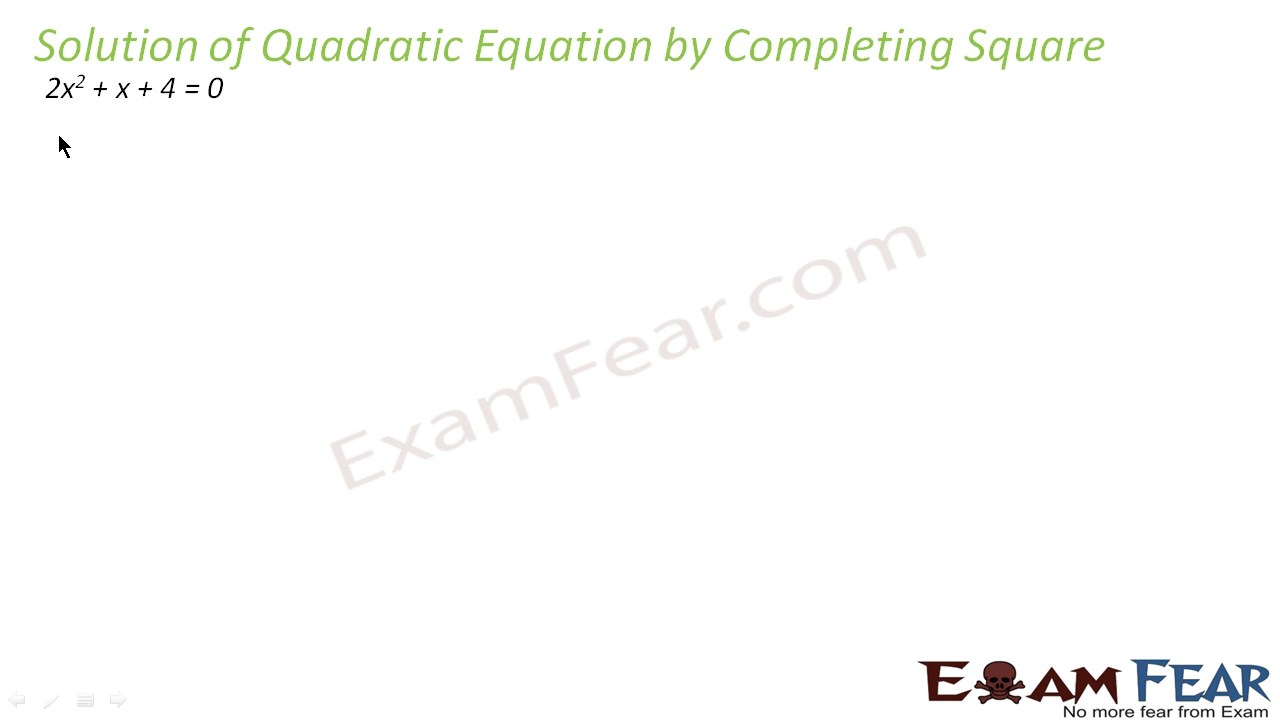 Solution of Quadratic Equation by Completing Square
2x² + x + 4 = 0
ExamFear.com
EXAM FEAR
No more fear from Exam